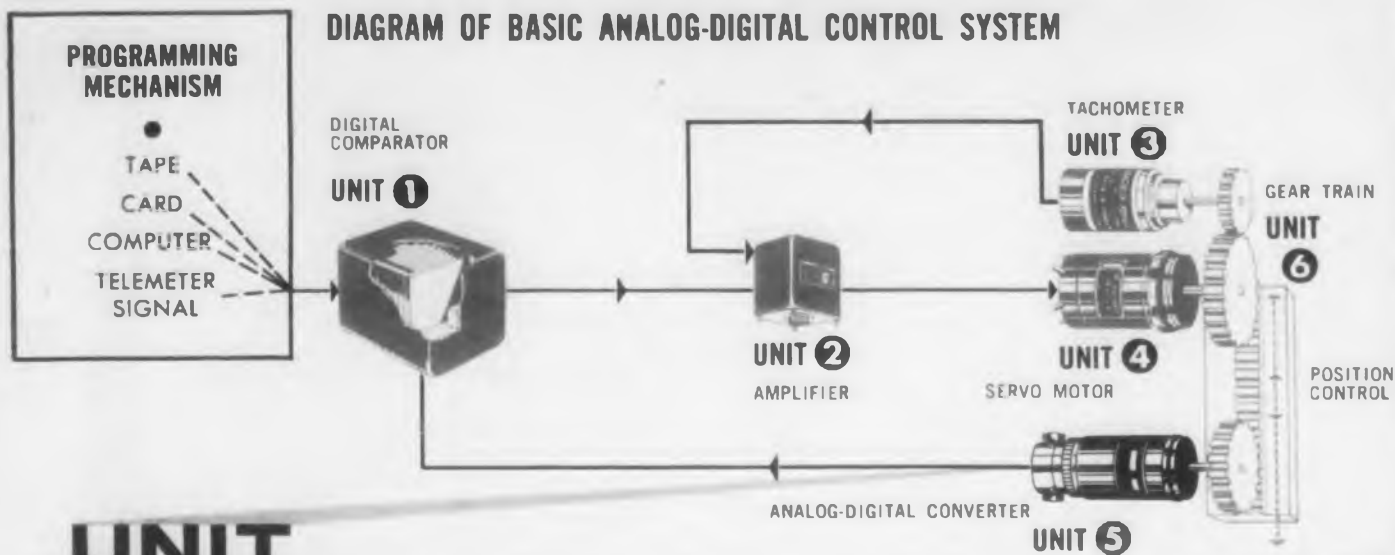 DIAGRAM OF BASIC ANALOG-DIGITAL CONTROL SYSTEM
PROGRAMMING
MECHANISM
TAPE
CARD
COMPUTER
TELEMETER
SIGNAL
DIGITAL
COMPARATOR
UNIT 1
TACHOMETER
UNIT 3
GEAR TRAIN
UNIT
6
UNIT 2
AMPLIFIER
UNIT 4
SERVO MOTOR
POSITION
CONTROL
ANALOG-DIGITAL CONVERTER
UNIT 5
UNIT